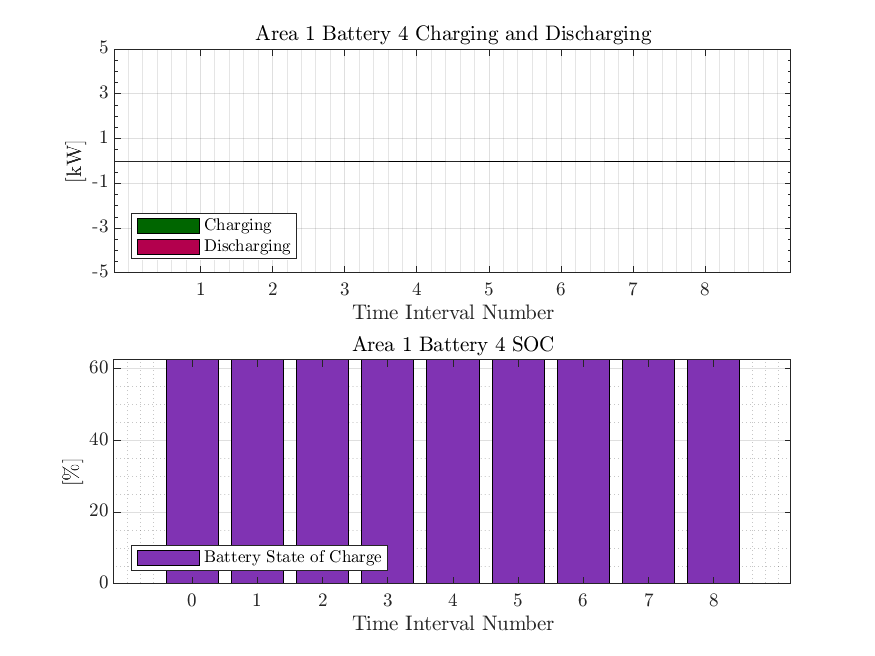 Area 1 Battery 4 Charging and Discharging
5
3
1
-1
-3
-5
[kW]
Charging
Discharging
1 2 3 4 5 6 7 8
Time Interval Number
Area 1 Battery 4 SOC
60
40
20
0
[%]
Battery State of Charge
0 1 2 3 4 5 6 7 8
Time Interval Number